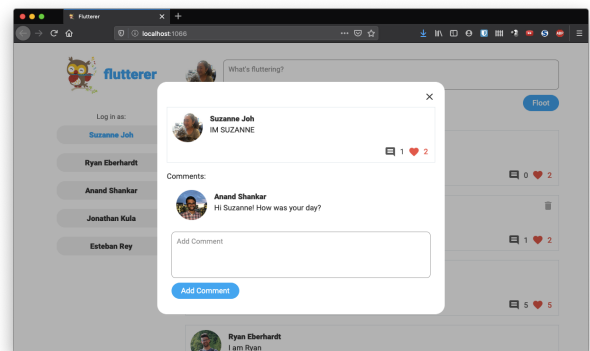 Flutterer
localhost:1066
flutterer
What's fluttering?
Floot
Log in as:
Suzanne Joh
Ryan Eberhardt
Anand Shankar
Jonathan Kula
Esteban Rey
Suzanne Joh
IM SUZANNE
1 2
Comments:
Anand Shankar
Hi Suzanne! How was your day?
Add Comment
Add Comment
0 2
1 2
5 5
Ryan Eberhardt
I am Ryan